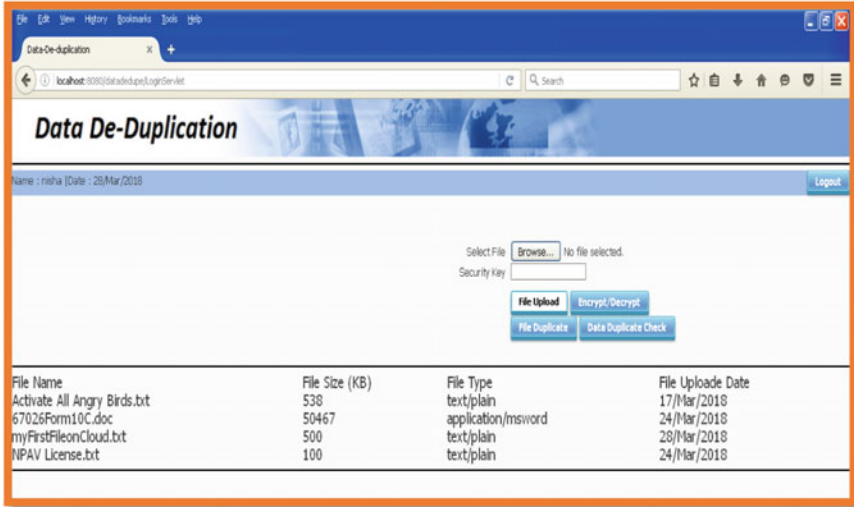 File Edit View History Bookmarks Tools Help
Data-De-duplication × +
localhost:8080/datadedupe/LoginServlet Search
Data De-Duplication
Name : nisha |Date : 28/Mar/2018 Logout
Select File Browse... No file selected.
Security Key
File Upload Encrypt/Decrypt
File Duplicate Data Duplicate Check
File Name File Size (KB) File Type File Uploade Date
Activate All Angry Birds.txt 538 text/plain 17/Mar/2018
67026Form10C.doc 50467 application/msword 24/Mar/2018
myFirstFileonCloud.txt 500 text/plain 28/Mar/2018
NPAV License.txt 100 text/plain 24/Mar/2018